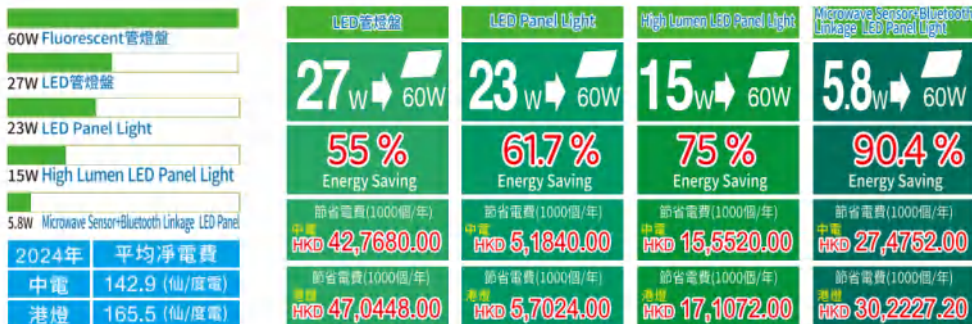 60W Fluorescent管燈盤
27W LED管燈盤
23W LED Panel Light
15W High Lumen LED Panel Light
5.8W Microwave Sensor+Bluetooth Linkage LED Panel
2024年 平均凈電費
中電 142.9 (仙/度電)
港燈 165.5 (仙/度電)
LED管燈盤
27W 60W
55 %
Energy Saving
節省電費(1000個/年)
中電
HKD 42,7680.00
節省電費(1000個/年)
港燈
HKD 47,0448.00
LED Panel Light
23W 60W
61.7 %
Energy Saving
節省電費(1000個/年)
中電
HKD 5,1840.00
節省電費(1000個/年)
港燈
HKD 5,7024.00
High Lumen LED Panel Light
15W 60W
75 %
Energy Saving
節省電費(1000個/年)
中電
HKD 15,5520.00
節省電費(1000個/年)
港燈
HKD 17,1072.00
Microwave Sensor+Bluetooth
Linkage LED Panel Light
5.8W 60W
90.4 %
Energy Saving
節省電費(1000個/年)
中電
HKD 27,4752.00
節省電費(1000個/年)
港燈
HKD 30,2227.20